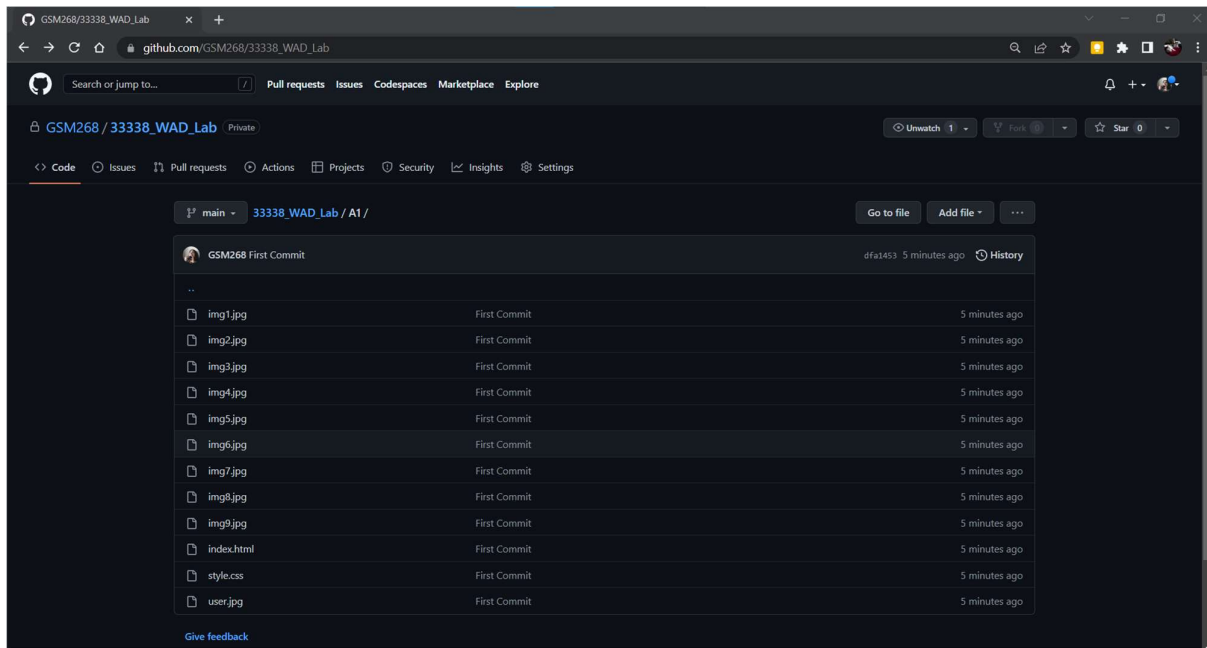 GSM268/33338_WAD_Lab
github.com/GSM268/33338_WAD_Lab
Search or jump to... / Pull requests Issues Codespaces Marketplace Explore
GSM268 / 33338_WAD_Lab Private Unwatch 1 Fork 0 Star 0
Code Issues Pull requests Actions Projects Security Insights Settings
main 33338_WAD_Lab / A1 / Go to file Add file ...
GSM268 First Commit dfa1453 5 minutes ago History
..
img1.jpg First Commit 5 minutes ago
img2.jpg First Commit 5 minutes ago
img3.jpg First Commit 5 minutes ago
img4.jpg First Commit 5 minutes ago
img5.jpg First Commit 5 minutes ago
img6.jpg First Commit 5 minutes ago
img7.jpg First Commit 5 minutes ago
img8.jpg First Commit 5 minutes ago
img9.jpg First Commit 5 minutes ago
index.html First Commit 5 minutes ago
style.css First Commit 5 minutes ago
user.jpg First Commit 5 minutes ago
Give feedback